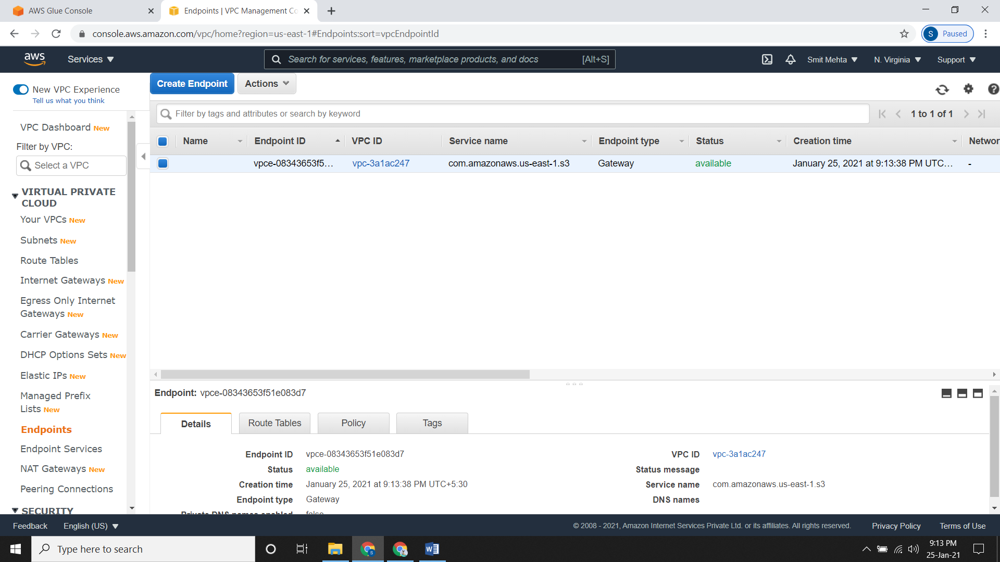 AWS Glue Console
Endpoints | VPC Management Co
console.aws.amazon.com/vpc/home?region=us-east-1#Endpoints:sort=vpcEndpointId
S Paused
aws
Services
Search for services, features, marketplace products, and docs [Alt+S]
Smit Mehta
N. Virginia
Support
New VPC Experience
Tell us what you think
Create Endpoint
Actions
Filter by tags and attributes or search by keyword
1 to 1 of 1
VPC Dashboard New
Filter by VPC:
Select a VPC
VIRTUAL PRIVATE
CLOUD
Your VPCs New
Subnets New
Route Tables
Internet Gateways New
Egress Only Internet
Gateways New
Carrier Gateways New
DHCP Options Sets New
Elastic IPs New
Managed Prefix
Lists New
Endpoints
Endpoint Services
NAT Gateways New
Peering Connections
SECURITY
Name Endpoint ID VPC ID Service name Endpoint type Status Creation time Networ
vpce-08343653f5... vpc-3a1ac247 com.amazonaws.us-east-1.s3 Gateway available January 25, 2021 at 9:13:38 PM UTC... -
Endpoint: vpce-08343653f51e083d7
Details
Route Tables
Policy
Tags
Endpoint ID vpce-08343653f51e083d7
Status available
Creation time January 25, 2021 at 9:13:38 PM UTC+5:30
Endpoint type Gateway
Private DNS names enabled false
VPC ID vpc-3a1ac247
Status message
Service name com.amazonaws.us-east-1.s3
DNS names
Feedback
English (US)
© 2008 - 2021, Amazon Internet Services Private Ltd. or its affiliates. All rights reserved.
Privacy Policy
Terms of Use
Type here to search
9:13 PM
25-Jan-21